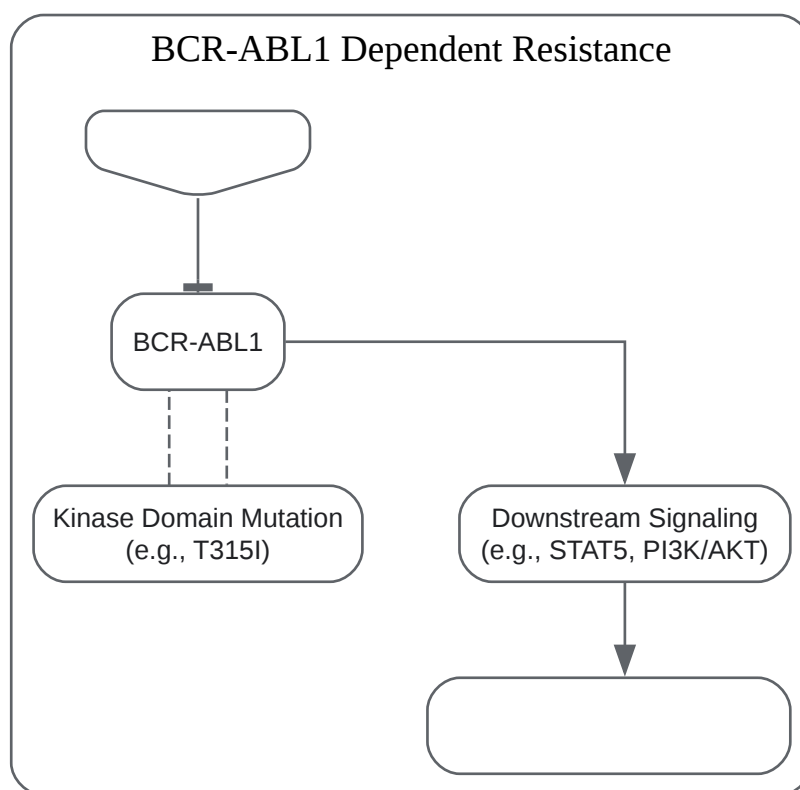 BCR-ABL1 Dependent Resistance
BCR-ABL1
Kinase Domain Mutation
(e.g., T315I)
Downstream Signaling
(e.g., STAT5, PI3K/AKT)